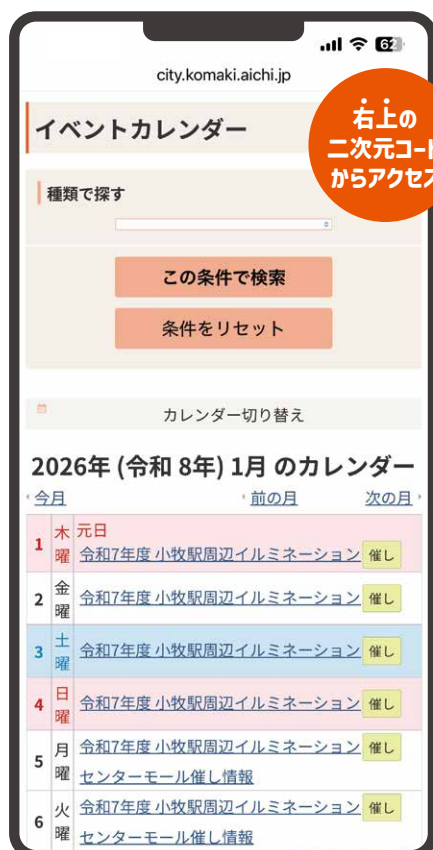 62
city.komaki.aichi.jp
イベントカレンダー
右上の
二次元コード
からアクセス
種類で探す
この条件で検索
条件をリセット
カレンダー切り替え
2026年 (令和 8年) 1月 のカレンダー
今月 前の月 次の月
1 木曜 元日
令和7年度 小牧駅周辺イルミネーション 催し
2 金曜 令和7年度 小牧駅周辺イルミネーション 催し
3 土曜 令和7年度 小牧駅周辺イルミネーション 催し
4 日曜 令和7年度 小牧駅周辺イルミネーション 催し
5 月曜 令和7年度 小牧駅周辺イルミネーション 催し
センターモール催し情報
6 火曜 令和7年度 小牧駅周辺イルミネーション 催し
センターモール催し情報